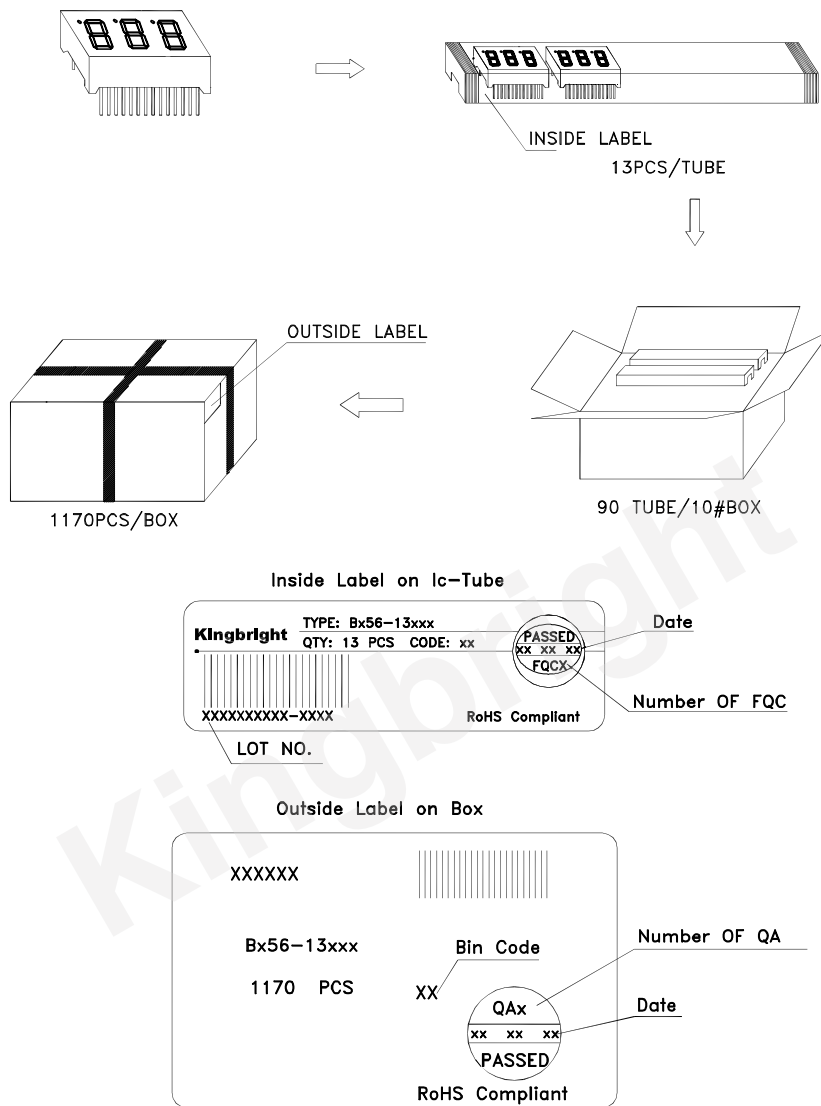 INSIDE LABEL
13PCS/TUBE
OUTSIDE LABEL
1170PCS/BOX
90 TUBE/10#BOX
Inside Label on Ic-Tube
Kingbright
TYPE: Bx56-13xxx
QTY: 13 PCS CODE: xx
PASSED
xx xx xx
FQCX
Date
Number OF FQC
XXXXXXXXXX-XXXX
RoHS Compliant
LOT NO.
Outside Label on Box
XXXXXX
Bx56-13xxx
1170 PCS
Bin Code
XX
Number OF QA
QAx
Date
xx xx xx
PASSED
RoHS Compliant
Kingbright